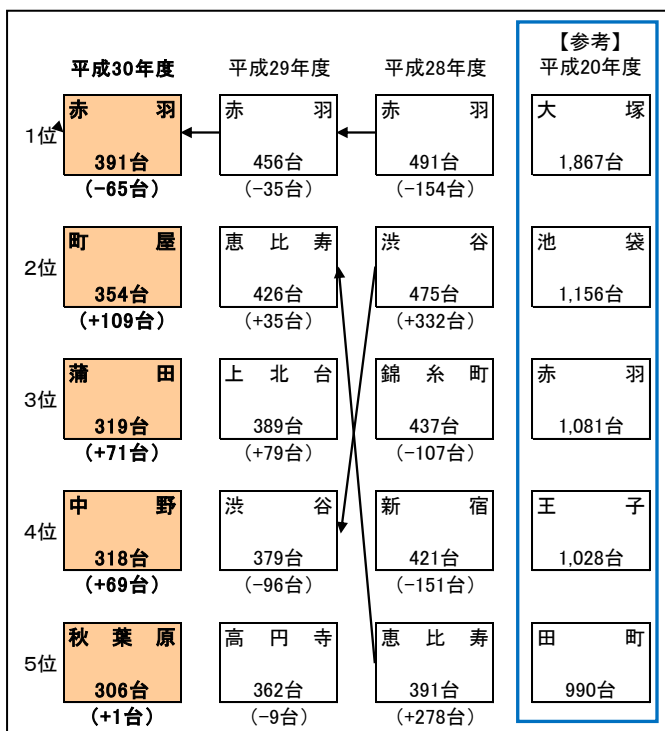 【参考】
平成30年度 平成29年度 平成28年度 平成20年度
1位
赤羽 赤羽 赤羽 大塚
391台 456台 491台 1,867台
(-65台) (-35台) (-154台)
2位
町屋 恵比寿 渋谷 池袋
354台 426台 475台 1,156台
(+109台) (+35台) (+332台)
3位
蒲田 上北台 錦糸町 赤羽
319台 389台 437台 1,081台
(+71台) (+79台) (-107台)
4位
中野 渋谷 新宿 王子
318台 379台 421台 1,028台
(+69台) (-96台) (-151台)
5位
秋葉原 高円寺 恵比寿 田町
306台 362台 391台 990台
(+1台) (-9台) (+278台)